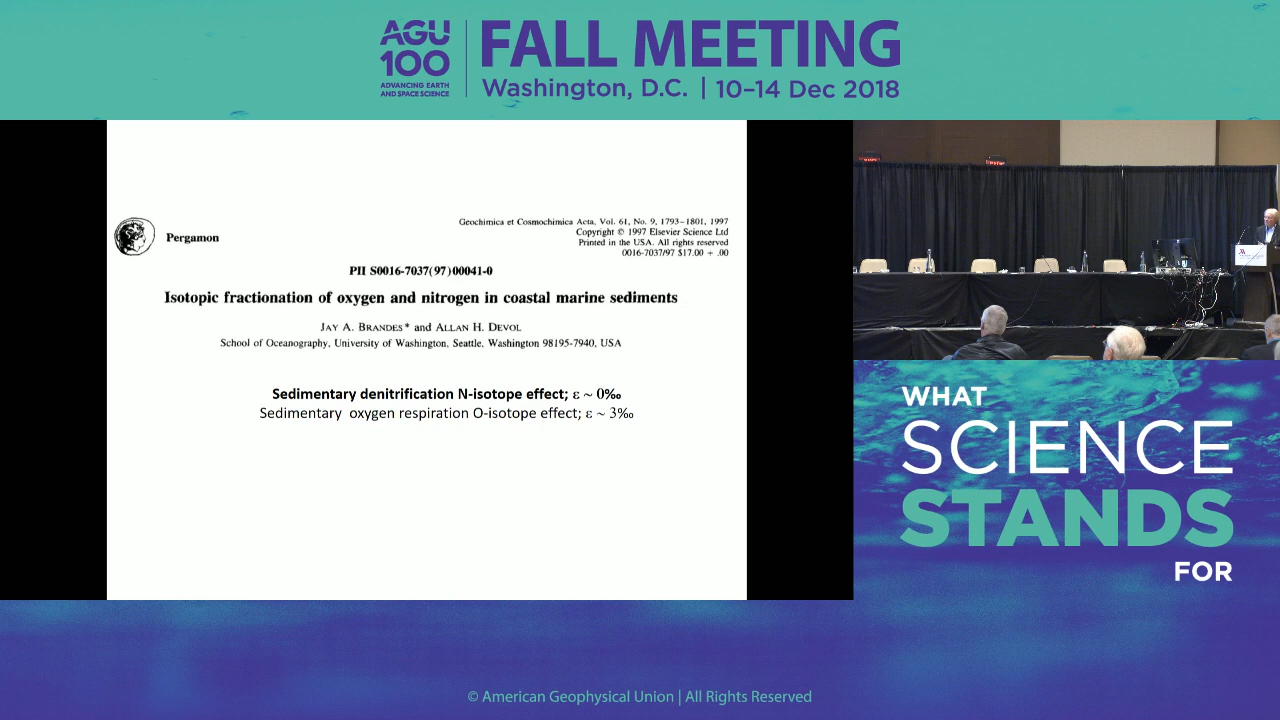 AGU
100
ADVANCING EARTH
AND SPACE SCIENCE
FALL MEETING
Washington, D.C. | 10–14 Dec 2018
Pergamon
Geochimica et Cosmochimica Acta, Vol. 61, No. 9, 1793–1801, 1997
Copyright © 1997 Elsevier Science Ltd
Printed in the USA. All rights reserved
0016-7037/97 $17.00 + .00
PII S0016-7037(97)00041-0
Isotopic fractionation of oxygen and nitrogen in coastal marine sediments
JAY A. BRANDES* and ALLAN H. DEVOL
School of Oceanography, University of Washington, Seattle, Washington 98195-7940, USA
Sedimentary denitrification N-isotope effect; ε ~ 0‰
Sedimentary oxygen respiration O-isotope effect; ε ~ 3‰
WHAT
SCIENCE
STANDS
FOR
© American Geophysical Union | All Rights Reserved